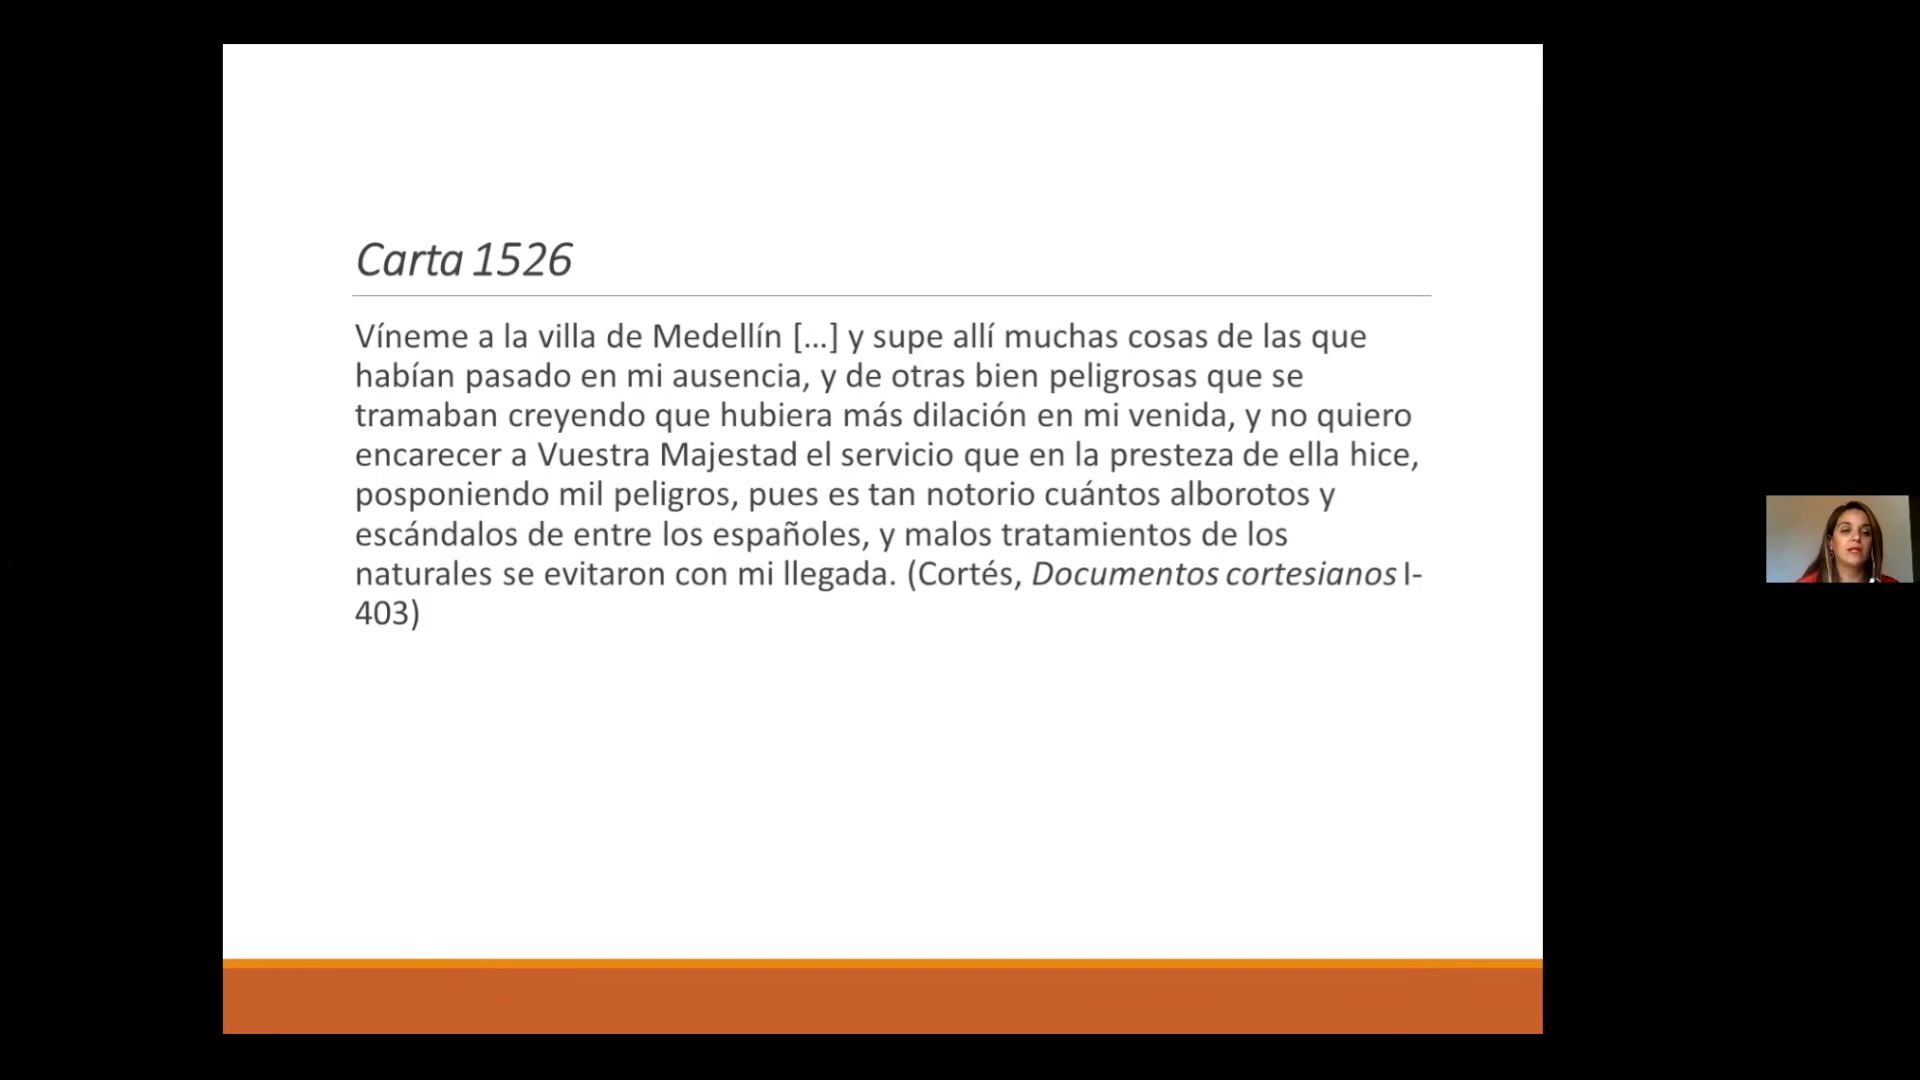 Carta 1526
Víneme a la villa de Medellín [...] y supe allí muchas cosas de las que
habían pasado en mi ausencia, y de otras bien peligrosas que se
tramaban creyendo que hubiera más dilación en mi venida, y no quiero
encarecer a Vuestra Majestad el servicio que en la presteza de ella hice,
posponiendo mil peligros, pues es tan notorio cuántos alborotos y
escándalos de entre los españoles, y malos tratamientos de los
naturales se evitaron con mi llegada. (Cortés, Documentos cortesianos I-
403)